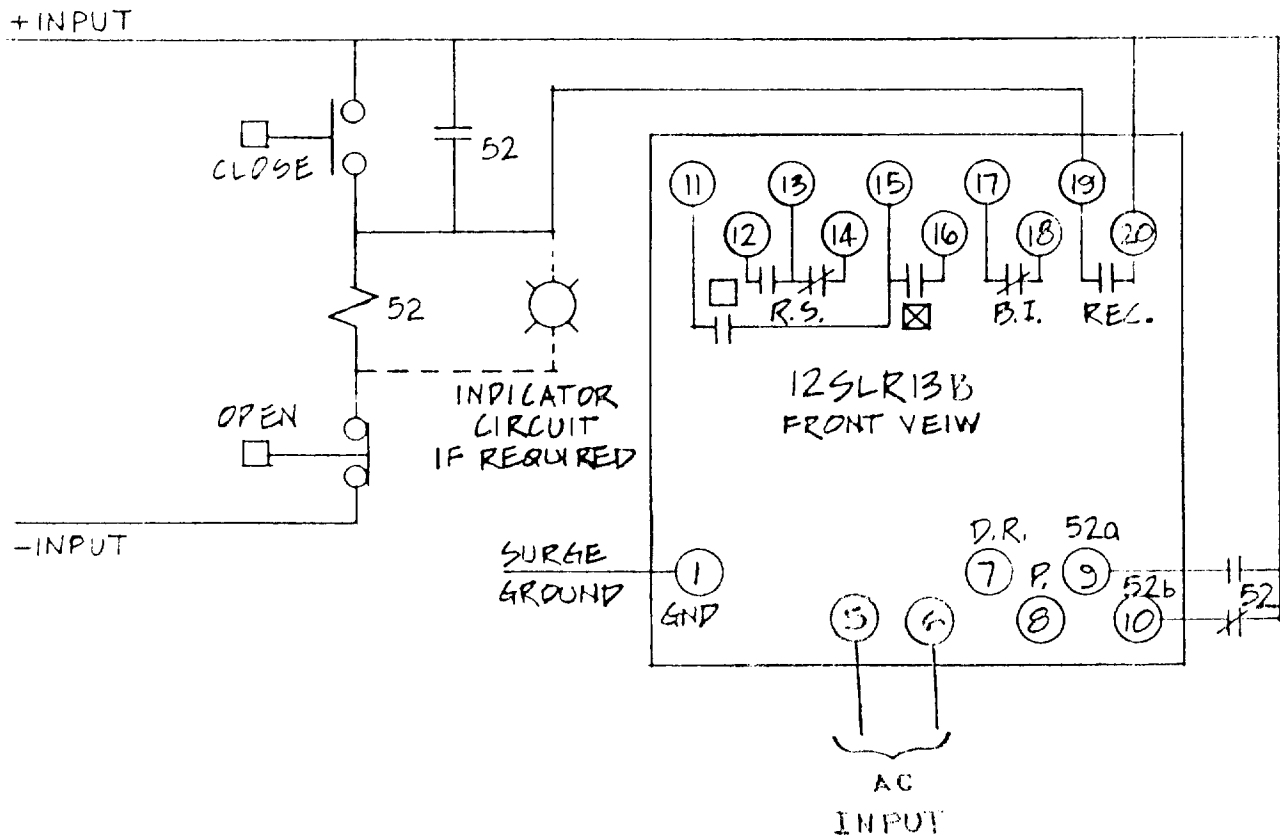 +INPUT
CLOSE
52
52
INDICATOR
CIRCUIT
IF REQUIRED
OPEN
-INPUT
11
13
15
17
19
12
14
16
18
20
R.S.
B.I.
REC.
12SLR13B
FRONT VEIW
SURGE
GROUND
1
GND
D.R.
52a
7
P.
9
52b
52
5
6
8
10
AC
INPUT